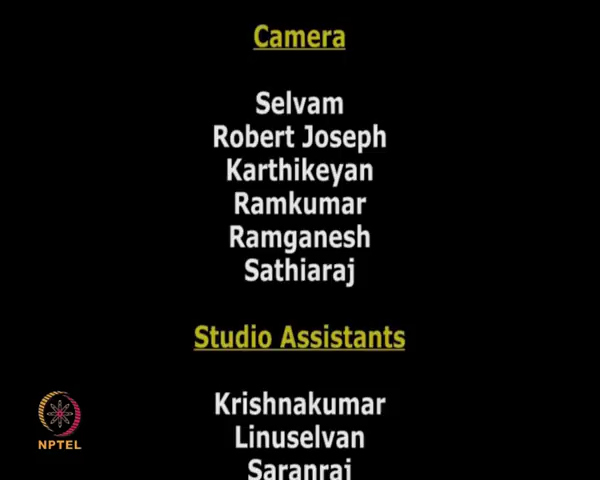 Camera
Selvam
Robert Joseph
Karthikeyan
Ramkumar
Ramganesh
Sathiaraj
Studio Assistants
Krishnakumar
Linuselvan
Saranraj
NPTEL